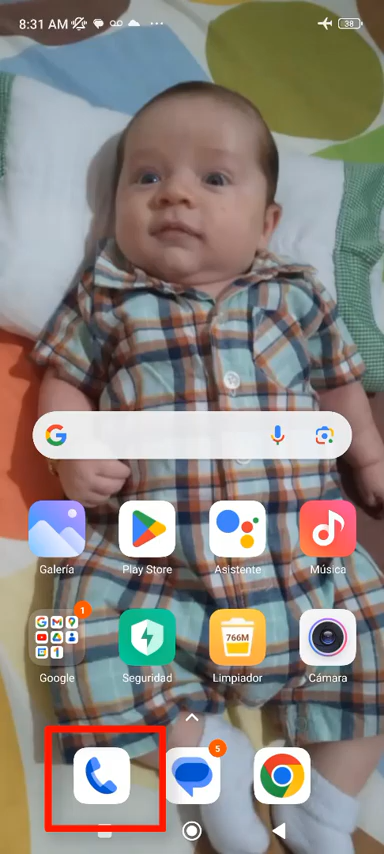 8:31 AM
38
Galería
Play Store
Asistente
Música
1
Google
Seguridad
766M
Limpiador
Cámara
5